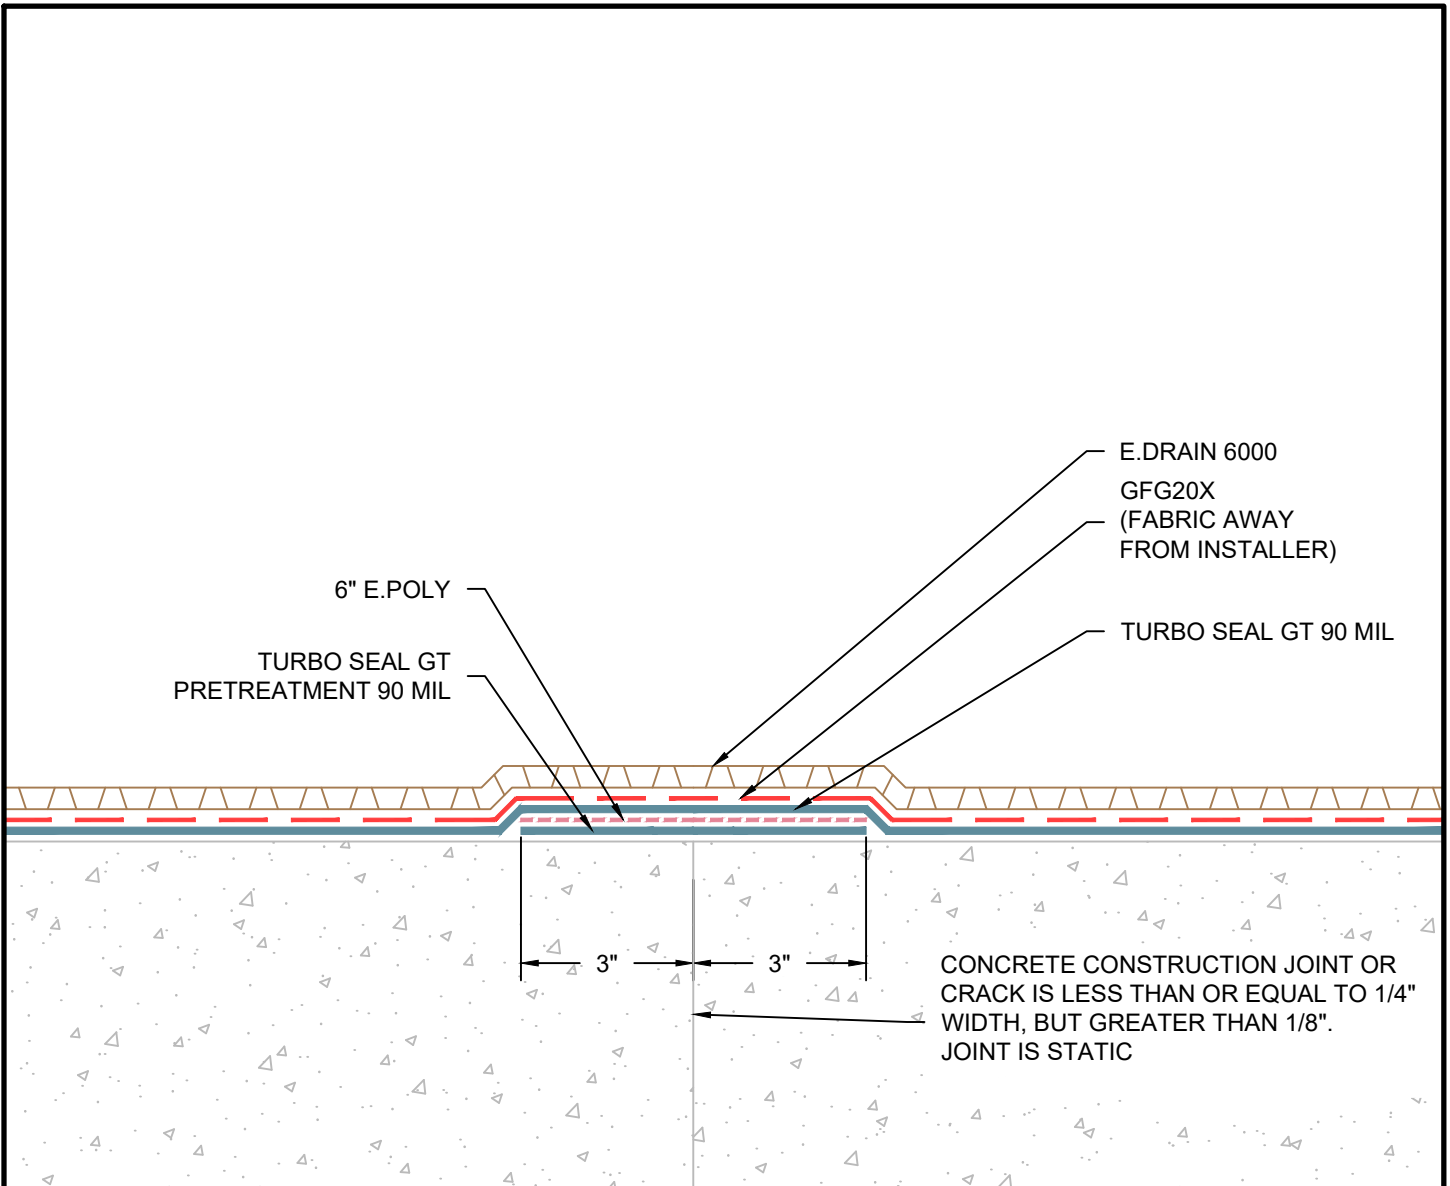 E.DRAIN 6000
GFG20X
(FABRIC AWAY
FROM INSTALLER)
6" E.POLY
TURBO SEAL GT 90 MIL
TURBO SEAL GT
PRETREATMENT 90 MIL
3"
3"
CONCRETE CONSTRUCTION JOINT OR
CRACK IS LESS THAN OR EQUAL TO 1/4"
WIDTH, BUT GREATER THAN 1/8".
JOINT IS STATIC